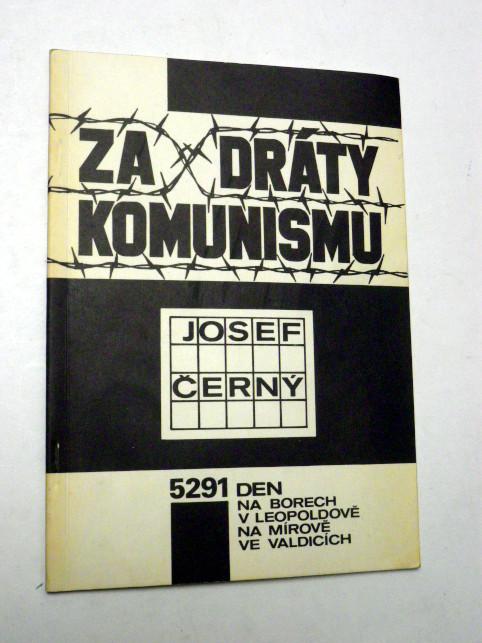 ZA DRÁTY
KOMUNISMU
JOSEF
ČERNÝ
5291 DEN
NA BORECH
V LEOPOLDOVĚ
NA MÍROVĚ
VE VALDICÍCH